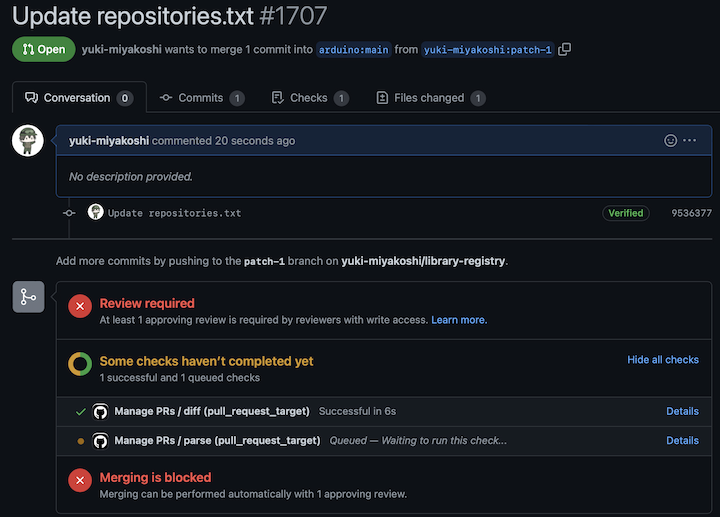 Update repositories.txt #1707
Open yuki-miyakoshi wants to merge 1 commit into arduino:main from yuki-miyakoshi:patch-1
Conversation 0 Commits 1 Checks 1 Files changed 1
yuki-miyakoshi commented 20 seconds ago
No description provided.
Update repositories.txt Verified 9536377
Add more commits by pushing to the patch-1 branch on yuki-miyakoshi/library-registry.
Review required
At least 1 approving review is required by reviewers with write access. Learn more.
Some checks haven't completed yet Hide all checks
1 successful and 1 queued checks
Manage PRs / diff (pull_request_target) Successful in 6s Details
Manage PRs / parse (pull_request_target) Queued — Waiting to run this check... Details
Merging is blocked
Merging can be performed automatically with 1 approving review.